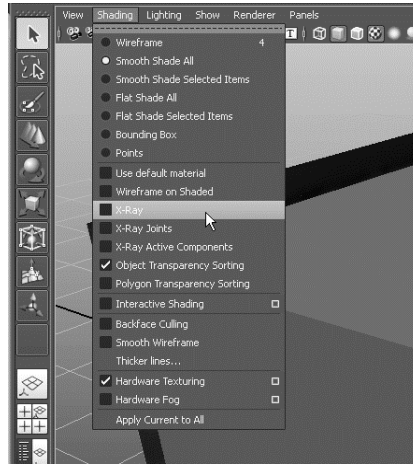 View Shading Lighting Show Renderer Panels
Wireframe 4
Smooth Shade All
Smooth Shade Selected Items
Flat Shade All
Flat Shade Selected Items
Bounding Box
Points
Use default material
Wireframe on Shaded
X-Ray
X-Ray Joints
X-Ray Active Components
Object Transparency Sorting
Polygon Transparency Sorting
Interactive Shading
Backface Culling
Smooth Wireframe
Thicker lines...
Hardware Texturing
Hardware Fog
Apply Current to All